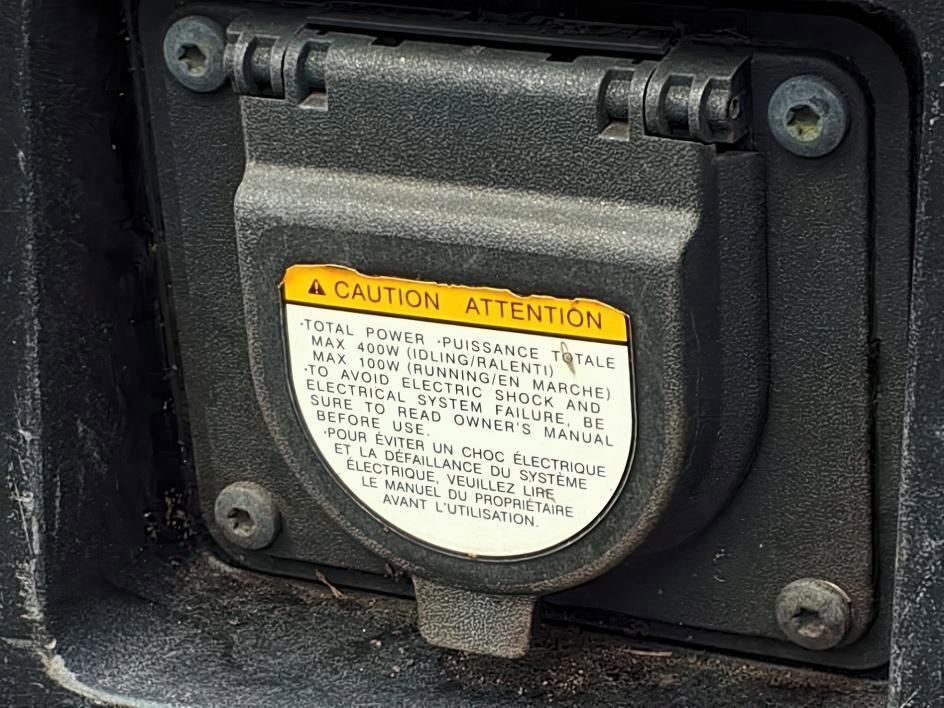 CAUTION ATTENTION
·TOTAL POWER ·PUISSANCE TOTALE
MAX 400W (IDLING/RALENTI)
MAX 100W (RUNNING/EN MARCHE)
·TO AVOID ELECTRIC SHOCK AND
ELECTRICAL SYSTEM FAILURE, BE
SURE TO READ OWNER'S MANUAL
BEFORE USE.
·POUR ÉVITER UN CHOC ÉLECTRIQUE
ET LA DÉFAILLANCE DU SYSTÈME
ÉLECTRIQUE, VEUILLEZ LIRE
LE MANUEL DU PROPRIÉTAIRE
AVANT L'UTILISATION.